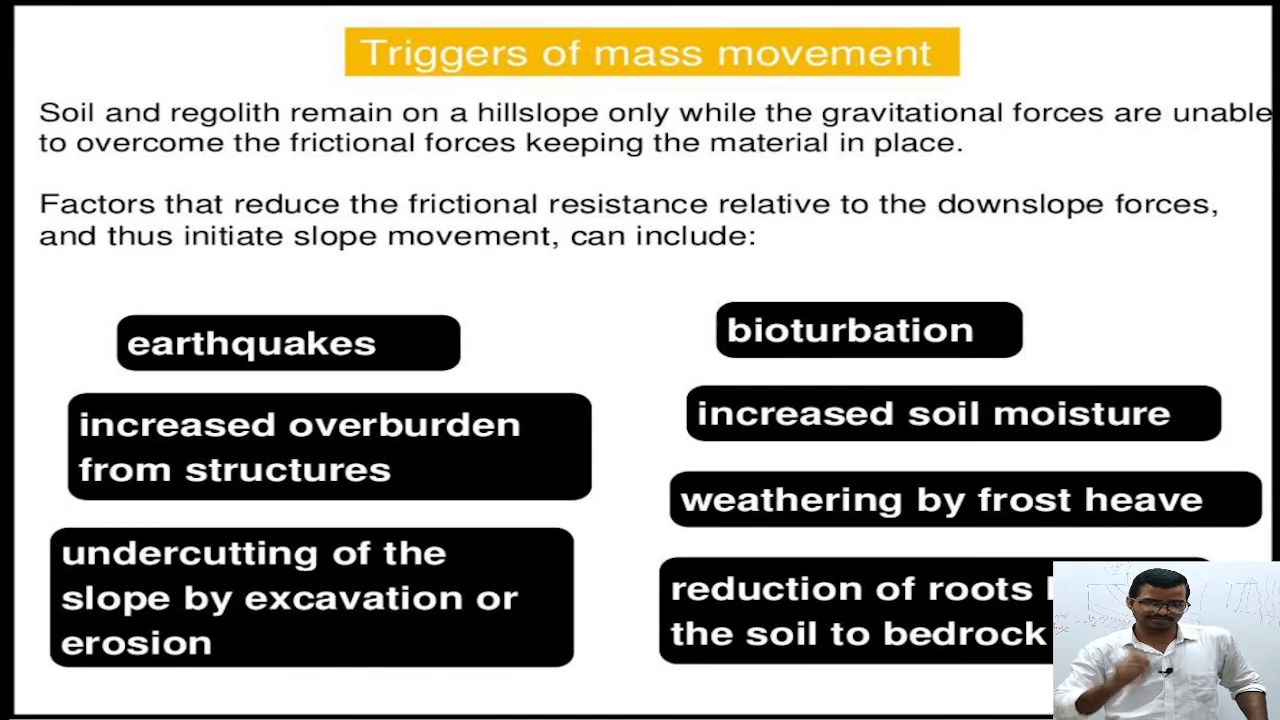 Triggers of mass movement
Soil and regolith remain on a hillslope only while the gravitational forces are unable
to overcome the frictional forces keeping the material in place.
Factors that reduce the frictional resistance relative to the downslope forces,
and thus initiate slope movement, can include:
earthquakes
increased overburden
from structures
undercutting of the
slope by excavation or
erosion
bioturbation
increased soil moisture
weathering by frost heave
reduction of roots
the soil to bedrock